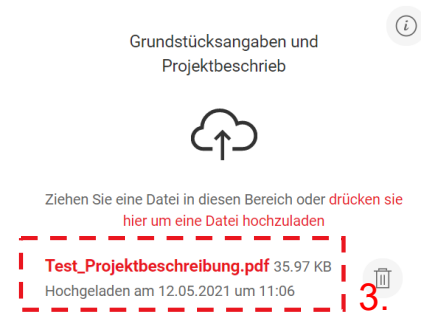 Grundstücksangaben und
Projektbeschrieb
i
Ziehen Sie eine Datei in diesen Bereich oder drücken sie
hier um eine Datei hochzuladen
Test_Projektbeschreibung.pdf 35.97 KB
Hochgeladen am 12.05.2021 um 11:06
3.